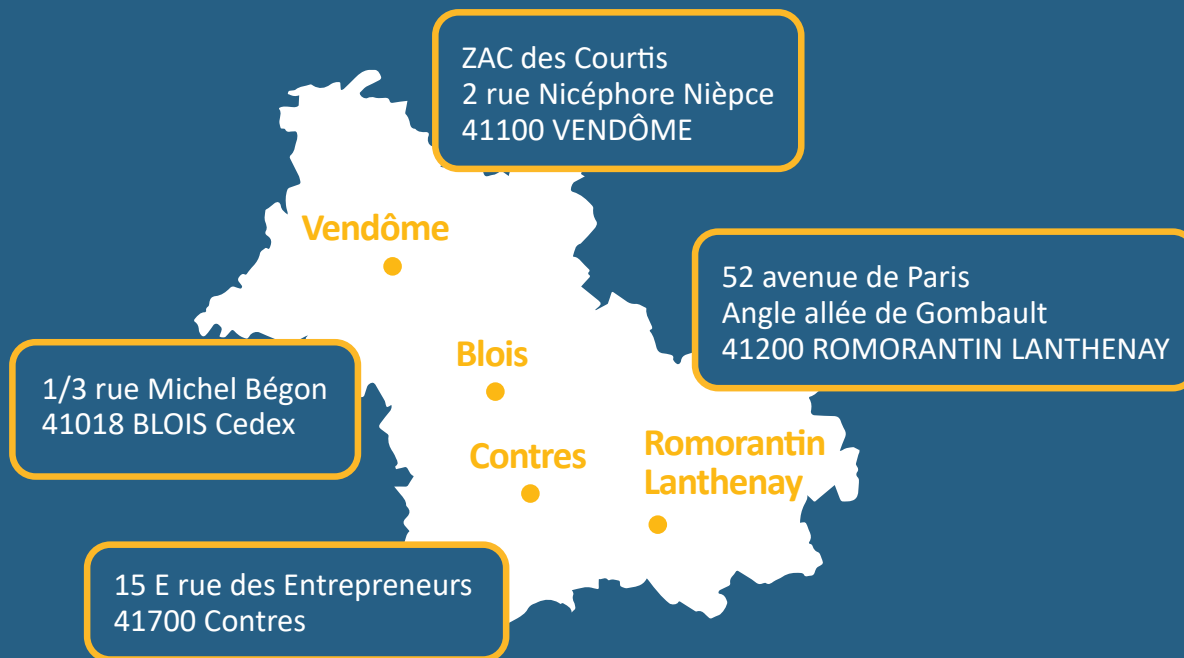 ZAC des Courtis
2 rue Nicéphore Nièpce
41100 VENDÔME
Vendôme
52 avenue de Paris
Angle allée de Gombault
41200 ROMORANTIN LANTHENAY
Blois
1/3 rue Michel Bégon
41018 BLOIS Cedex
Contres
Romorantin
Lanthenay
15 E rue des Entrepreneurs
41700 Contres